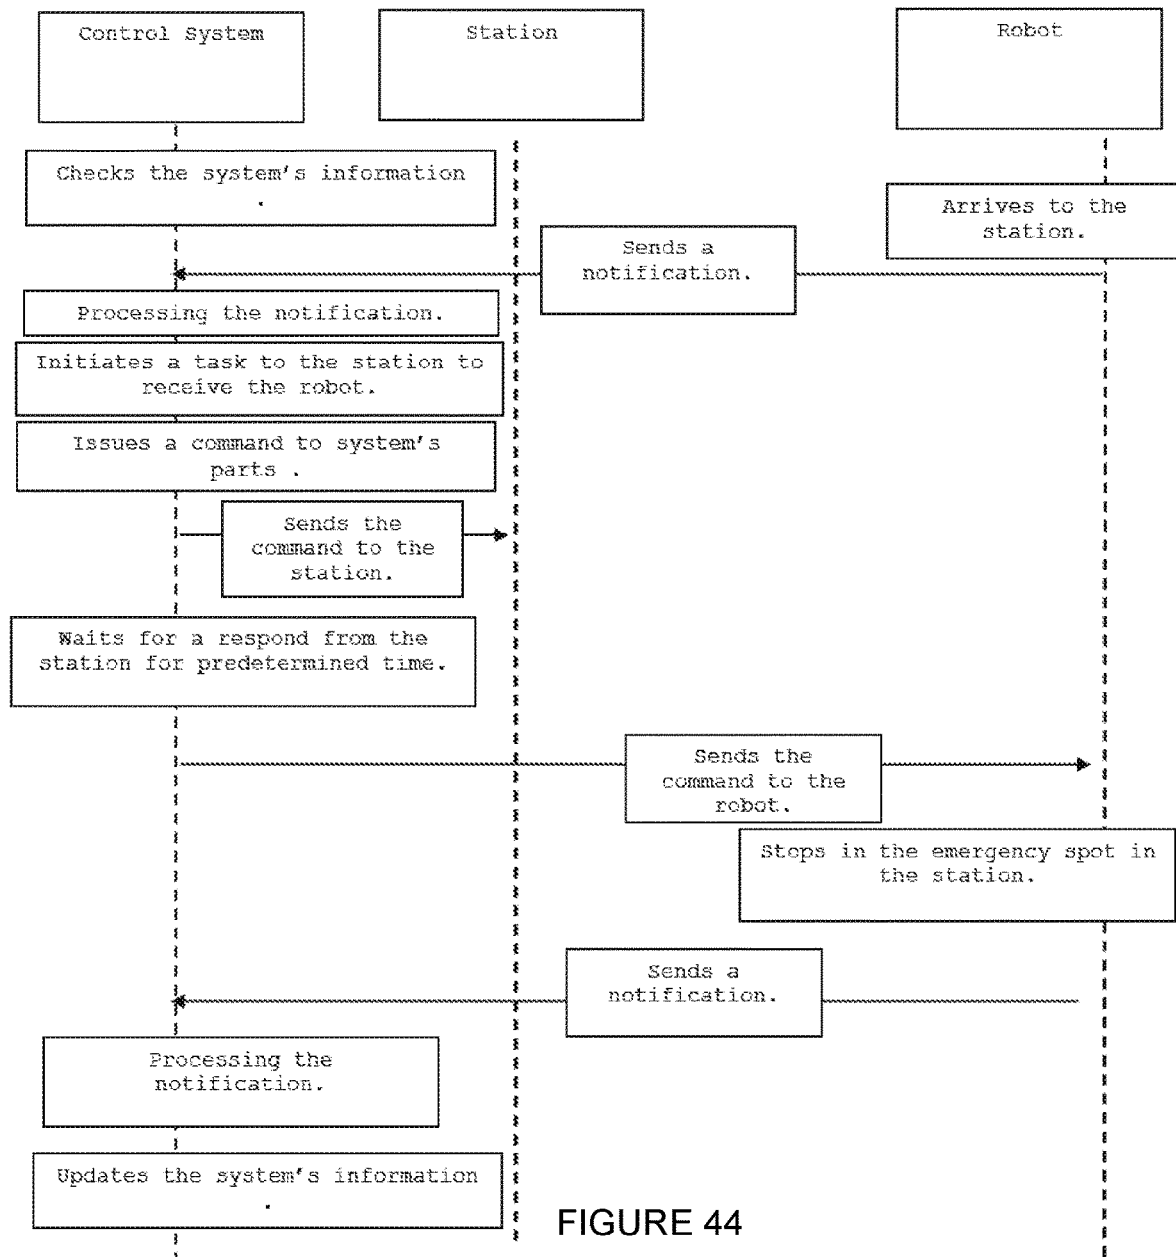 Control System
Station
Robot
Checks the system's information
.
Arrives to the
station.
Sends a
notification.
Processing the notification.
Initiates a task to the station to
receive the robot.
Issues a command to system's
parts .
Sends the
command to the
station.
Waits for a respond from the
station for predetermined time.
Sends the
command to the
robot.
Stops in the emergency spot in
the station.
Sends a
notification.
Processing the
notification.
Updates the system's information
.
FIGURE 44